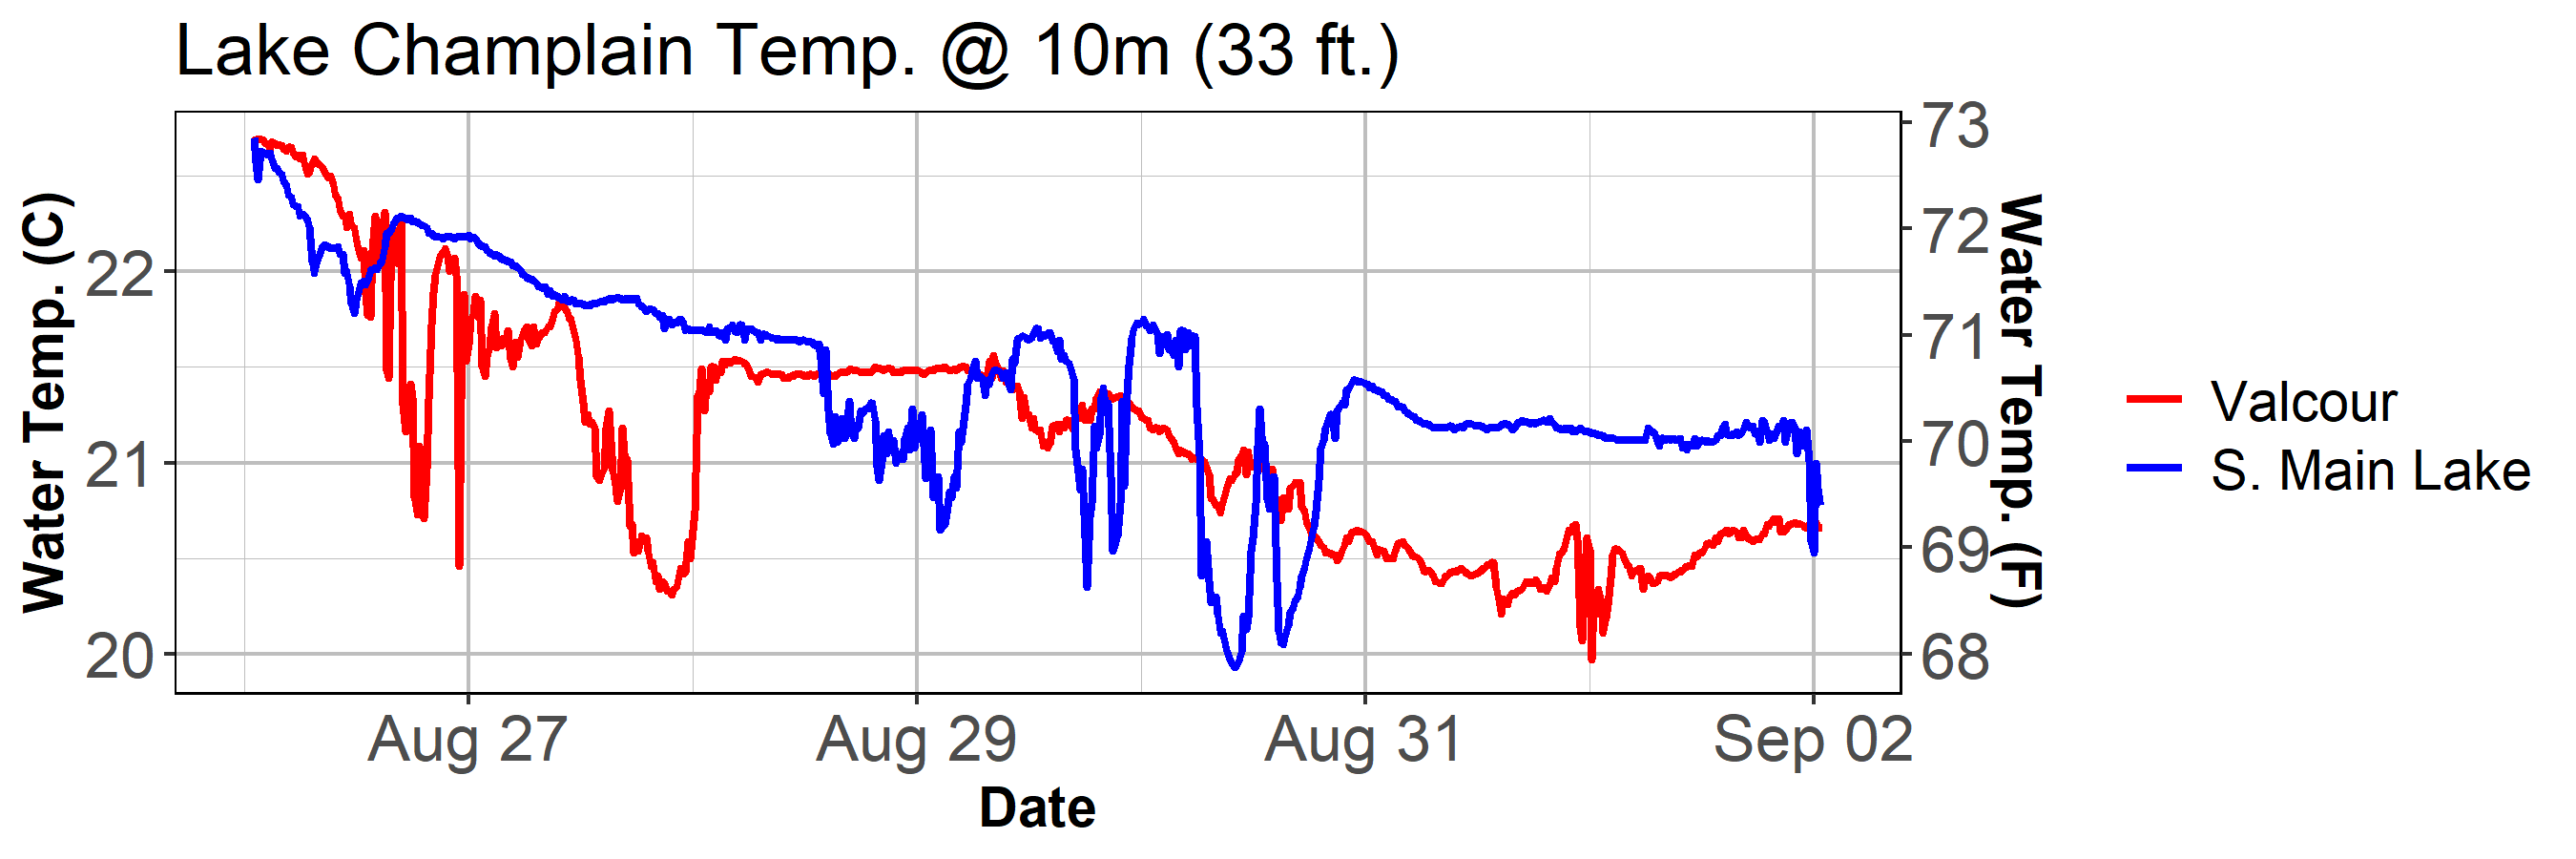 Lake Champlain Temp. @ 10m (33 ft.)
Water Temp. (C)
22
21
20
73
72
71
70
69
68
Water Temp. (F)
Aug 27
Aug 29
Aug 31
Sep 02
Date
Valcour
S. Main Lake